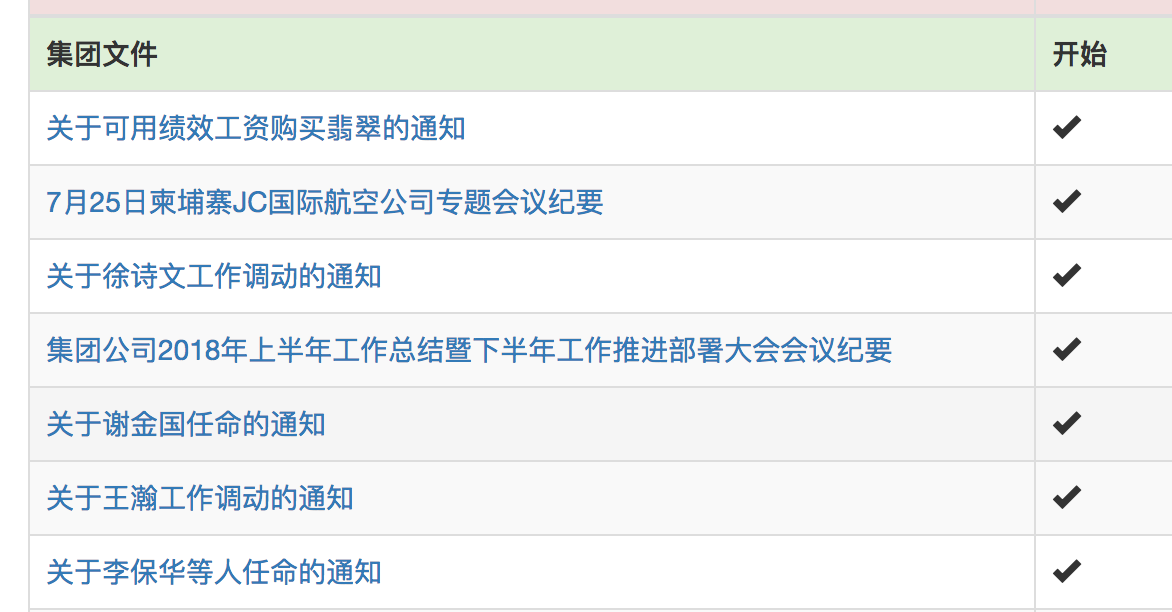 集团文件 开始
关于可用绩效工资购买翡翠的通知 ✔
7月25日柬埔寨JC国际航空公司专题会议纪要 ✔
关于徐诗文工作调动的通知 ✔
集团公司2018年上半年工作总结暨下半年工作推进部署大会会议纪要 ✔
关于谢金国任命的通知 ✔
关于王瀚工作调动的通知 ✔
关于李保华等人任命的通知 ✔